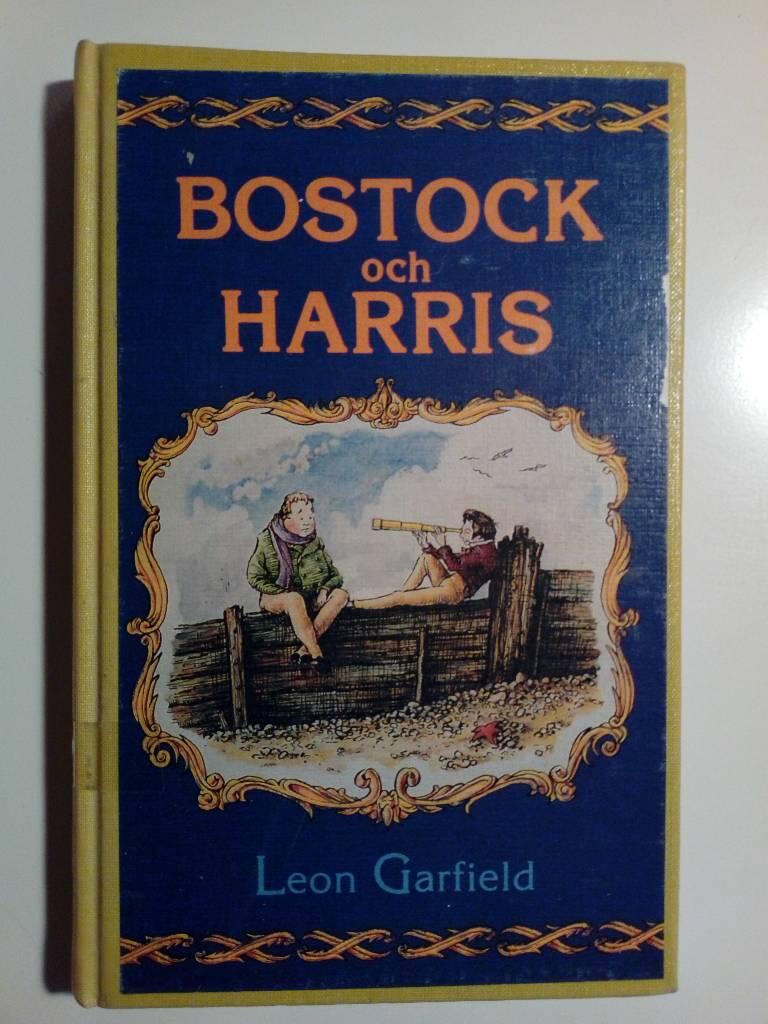 BOSTOCK
och
HARRIS
Leon Garfield